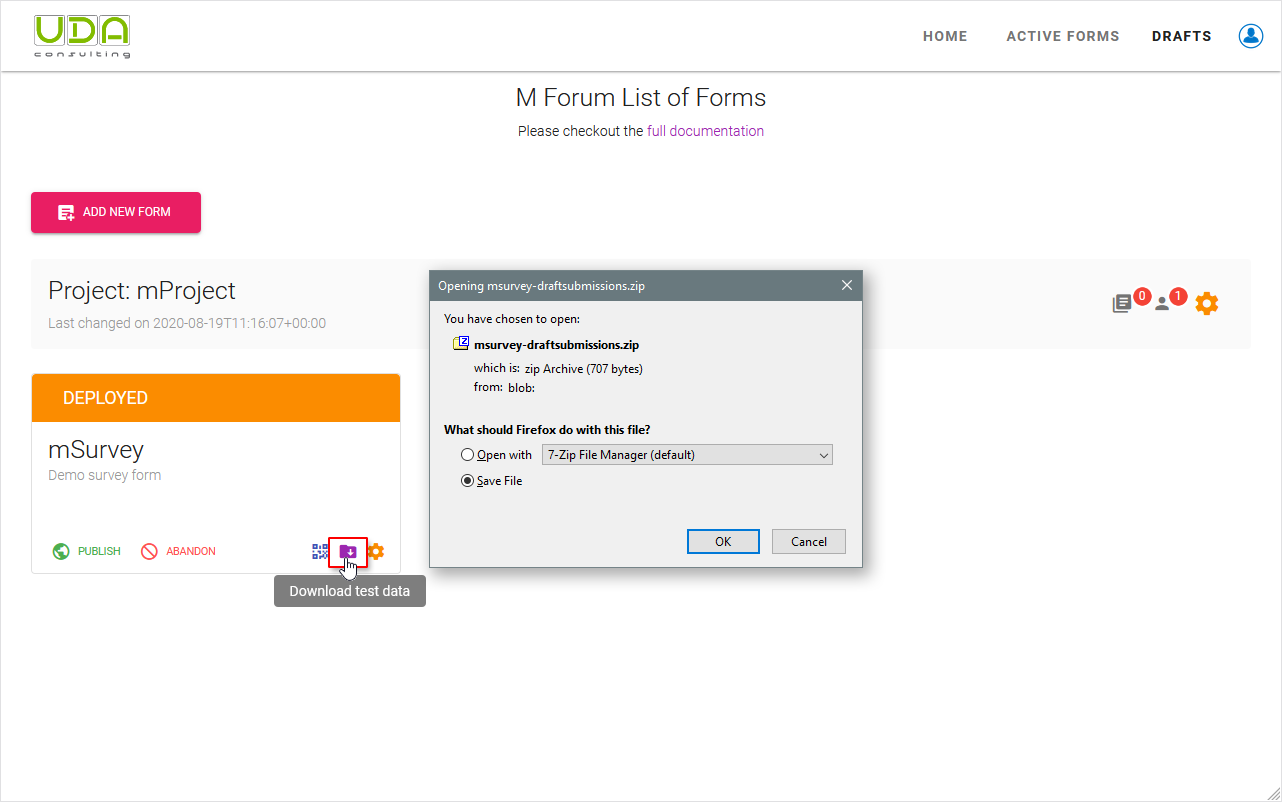 UDA
consulting
HOME ACTIVE FORMS DRAFTS
M Forum List of Forms
Please checkout the full documentation
ADD NEW FORM
Project: mProject
Last changed on 2020-08-19T11:16:07+00:00
0 1
DEPLOYED
mSurvey
Demo survey form
PUBLISH ABANDON
Download test data
Opening msurvey-draftsubmissions.zip
You have chosen to open:
msurvey-draftsubmissions.zip
which is: zip Archive (707 bytes)
from: blob:
What should Firefox do with this file?
Open with 7-Zip File Manager (default)
Save File
OK Cancel